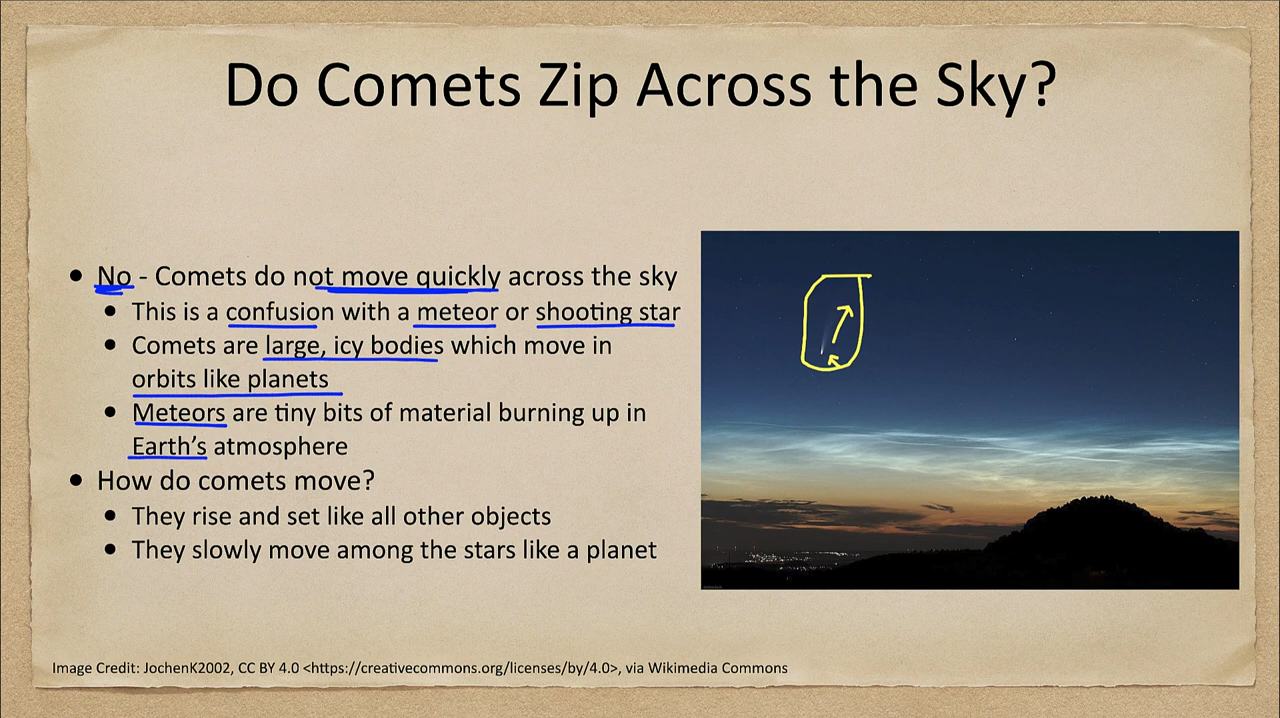 Do Comets Zip Across the Sky?
• No - Comets do not move quickly across the sky
• This is a confusion with a meteor or shooting star
• Comets are large, icy bodies which move in
orbits like planets
• Meteors are tiny bits of material burning up in
Earth’s atmosphere
• How do comets move?
• They rise and set like all other objects
• They slowly move among the stars like a planet
Image Credit: JochenK2002, CC BY 4.0 <https://creativecommons.org/licenses/by/4.0>, via Wikimedia Commons